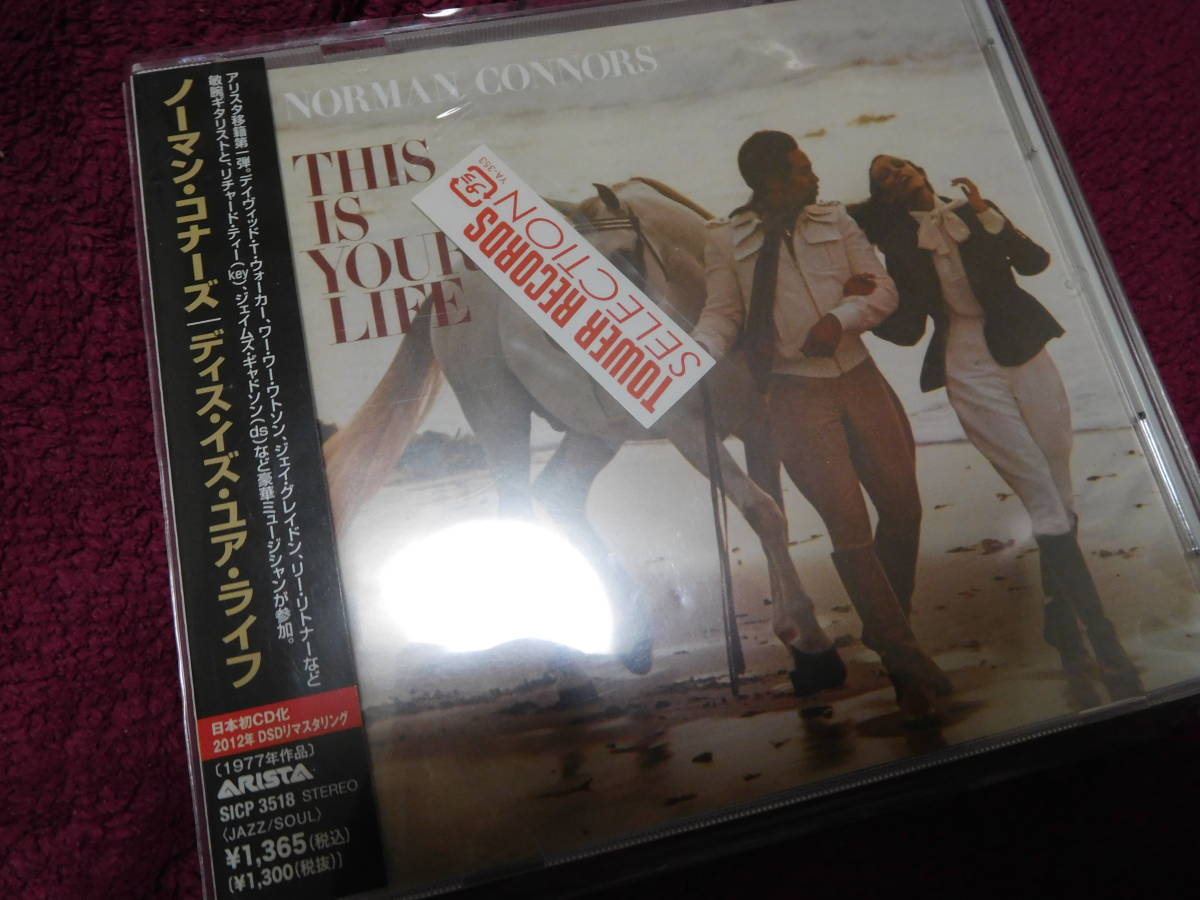 ノーマン・コナーズ|ディス・イズ・ユア・ライフ
アリスタ移籍第一弾。デイヴィッド・T・ウォーカー、ワー・ワー・ワトソン、ジェイ・グレイドン、リー・リトナーなど
敏腕ギタリストと、リチャード・ティー(key)、ジェイムズ・ギャドソン(ds)など豪華ミュージシャンが参加。
日本初CD化
2012年 DSDリマスタリング
〔1977年作品〕
ARISTA
SICP 3518 STEREO
〈JAZZ/SOUL〉
¥1,365(税込)
(¥1,300(税抜))
NORMAN CONNORS
THIS
IS
YOUR
LIFE
プラ
YA-353
TOWER RECORDS
SELECTION